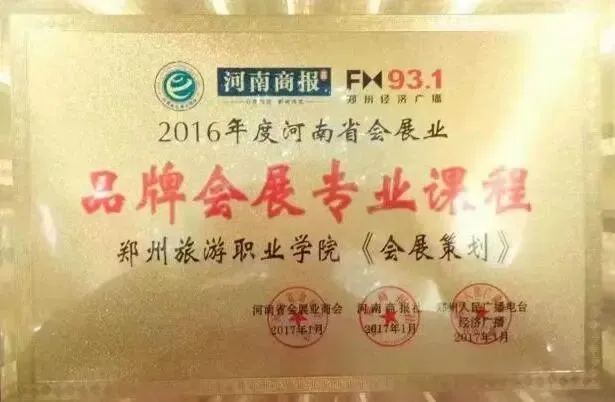 河南商报
FM93.1
郑州经济广播
2016年度河南省会展业
品牌会展专业课程
郑州旅游职业学院《会展策划》
河南省会展业商会
2017年1月
河南商报社
2017年1月
郑州人民广播电台
经济广播
2017年1月